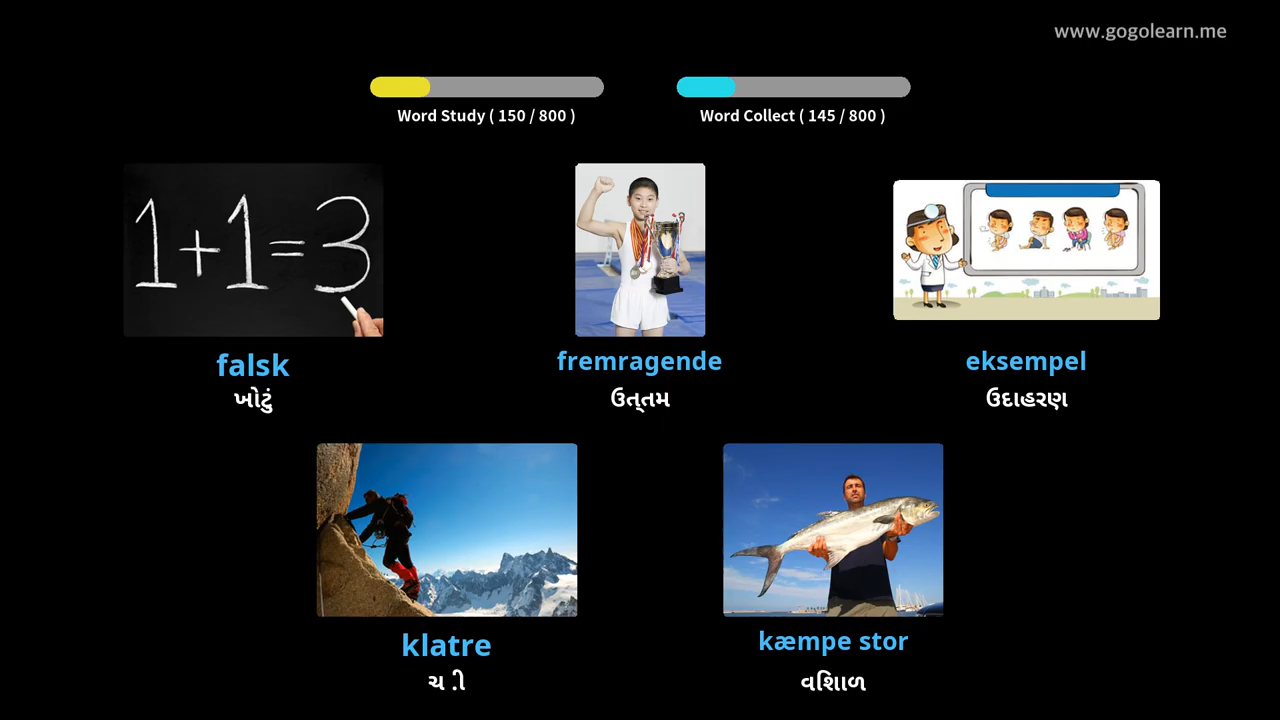 www.gogolearn.me
Word Study ( 150 / 800 )
Word Collect ( 145 / 800 )
1+1=3
falsk
ખોટું
fremragende
ઉત્તમ
eksempel
ઉદાહરણ
klatre
ચ .ી
kæmpe stor
વિશાળ